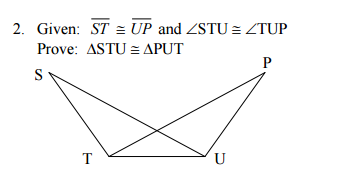 2. Given: ST ≅ UP and ∠STU ≅ ∠TUP
Prove: ΔSTU ≅ ΔPUT
P
S
T U